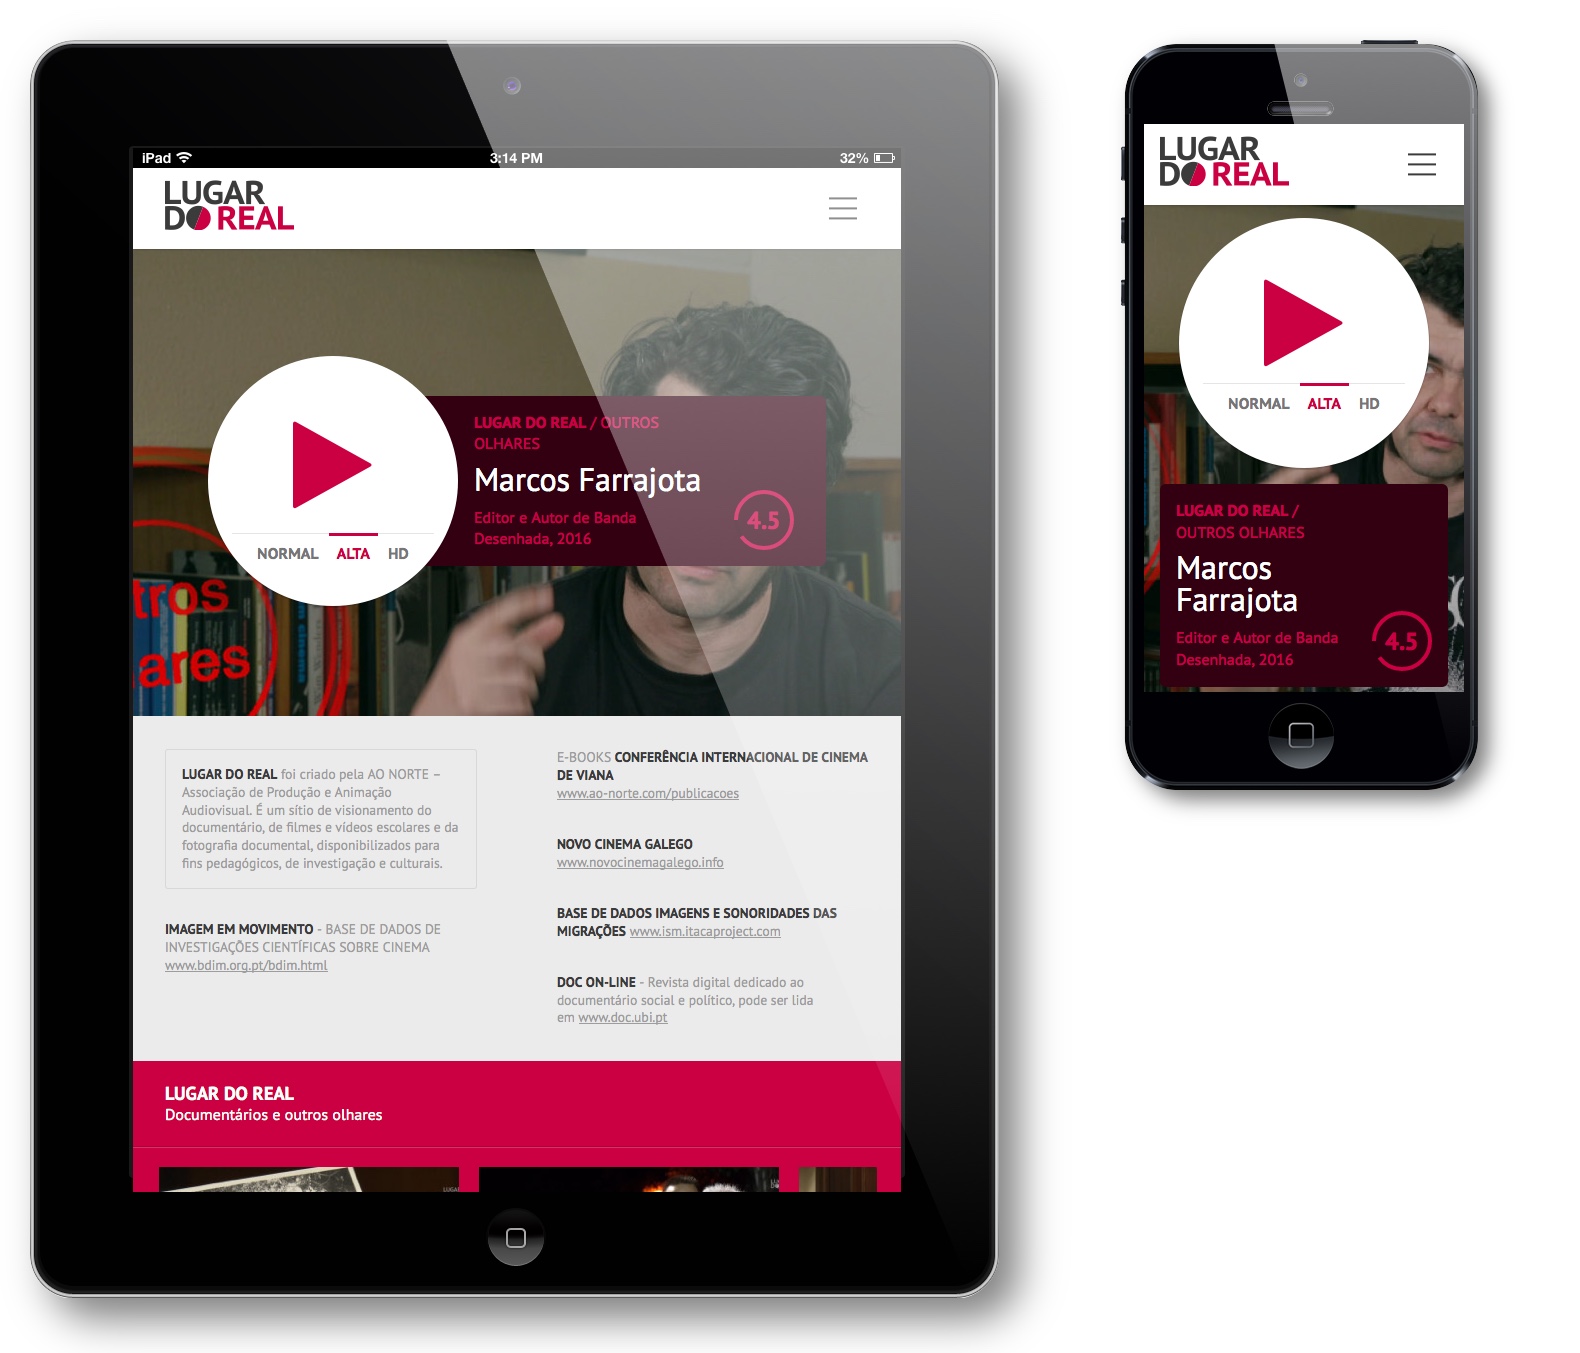 iPad 3:14 PM 32%
LUGAR
DO REAL
LUGAR DO REAL / OUTROS
OLHARES
Marcos Farrajota
Editor e Autor de Banda
Desenhada, 2016
4.5
NORMAL ALTA HD
tros
ares
LUGAR DO REAL foi criado pela AO NORTE –
Associação de Produção e Animação
Audiovisual. É um sítio de visionamento do
documentário, de filmes e vídeos escolares e da
fotografia documental, disponibilizados para
fins pedagógicos, de investigação e culturais.
IMAGEM EM MOVIMENTO - BASE DE DADOS DE
INVESTIGAÇÕES CIENTÍFICAS SOBRE CINEMA
www.bdim.org.pt/bdim.html
E-BOOKS CONFERÊNCIA INTERNACIONAL DE CINEMA
DE VIANA
www.ao-norte.com/publicacoes
NOVO CINEMA GALEGO
www.novocinemagalego.info
BASE DE DADOS IMAGENS E SONORIDADES DAS
MIGRAÇÕES www.ism.itacaproject.com
DOC ON-LINE - Revista digital dedicado ao
documentário social e político, pode ser lida
em www.doc.ubi.pt
LUGAR DO REAL
Documentários e outros olhares
LUGAR
DO REAL
NORMAL ALTA HD
LUGAR DO REAL /
OUTROS OLHARES
Marcos
Farrajota
Editor e Autor de Banda
Desenhada, 2016
4.5